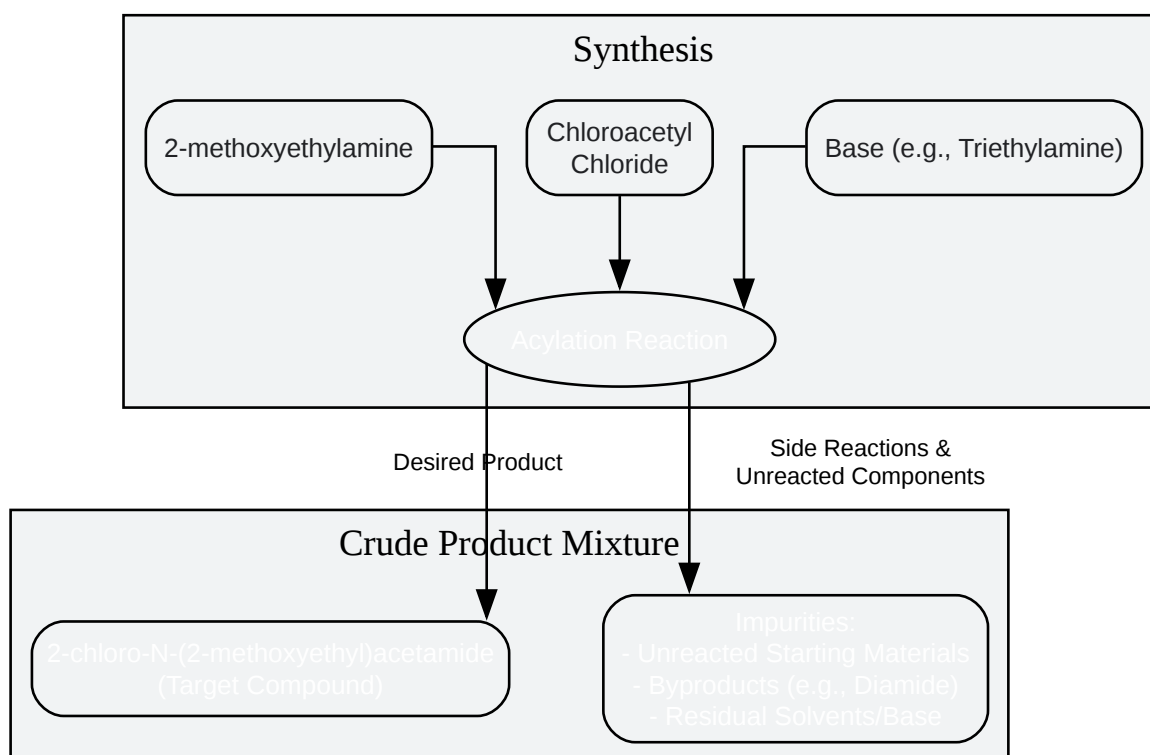 Synthesis
2-methoxyethylamine
Chloroacetyl
Chloride
Base (e.g., Triethylamine)
Acylation Reaction
Desired Product
Side Reactions &
Unreacted Components
Crude Product Mixture
2-chloro-N-(2-methoxyethyl)acetamide
(Target Compound)
Impurities:
- Unreacted Starting Materials
- Byproducts (e.g., Diamide)
- Residual Solvents/Base